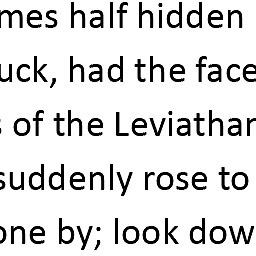 mes half hidden
uck, had the face
s of the Leviathan
suddenly rose to
one by; look dow